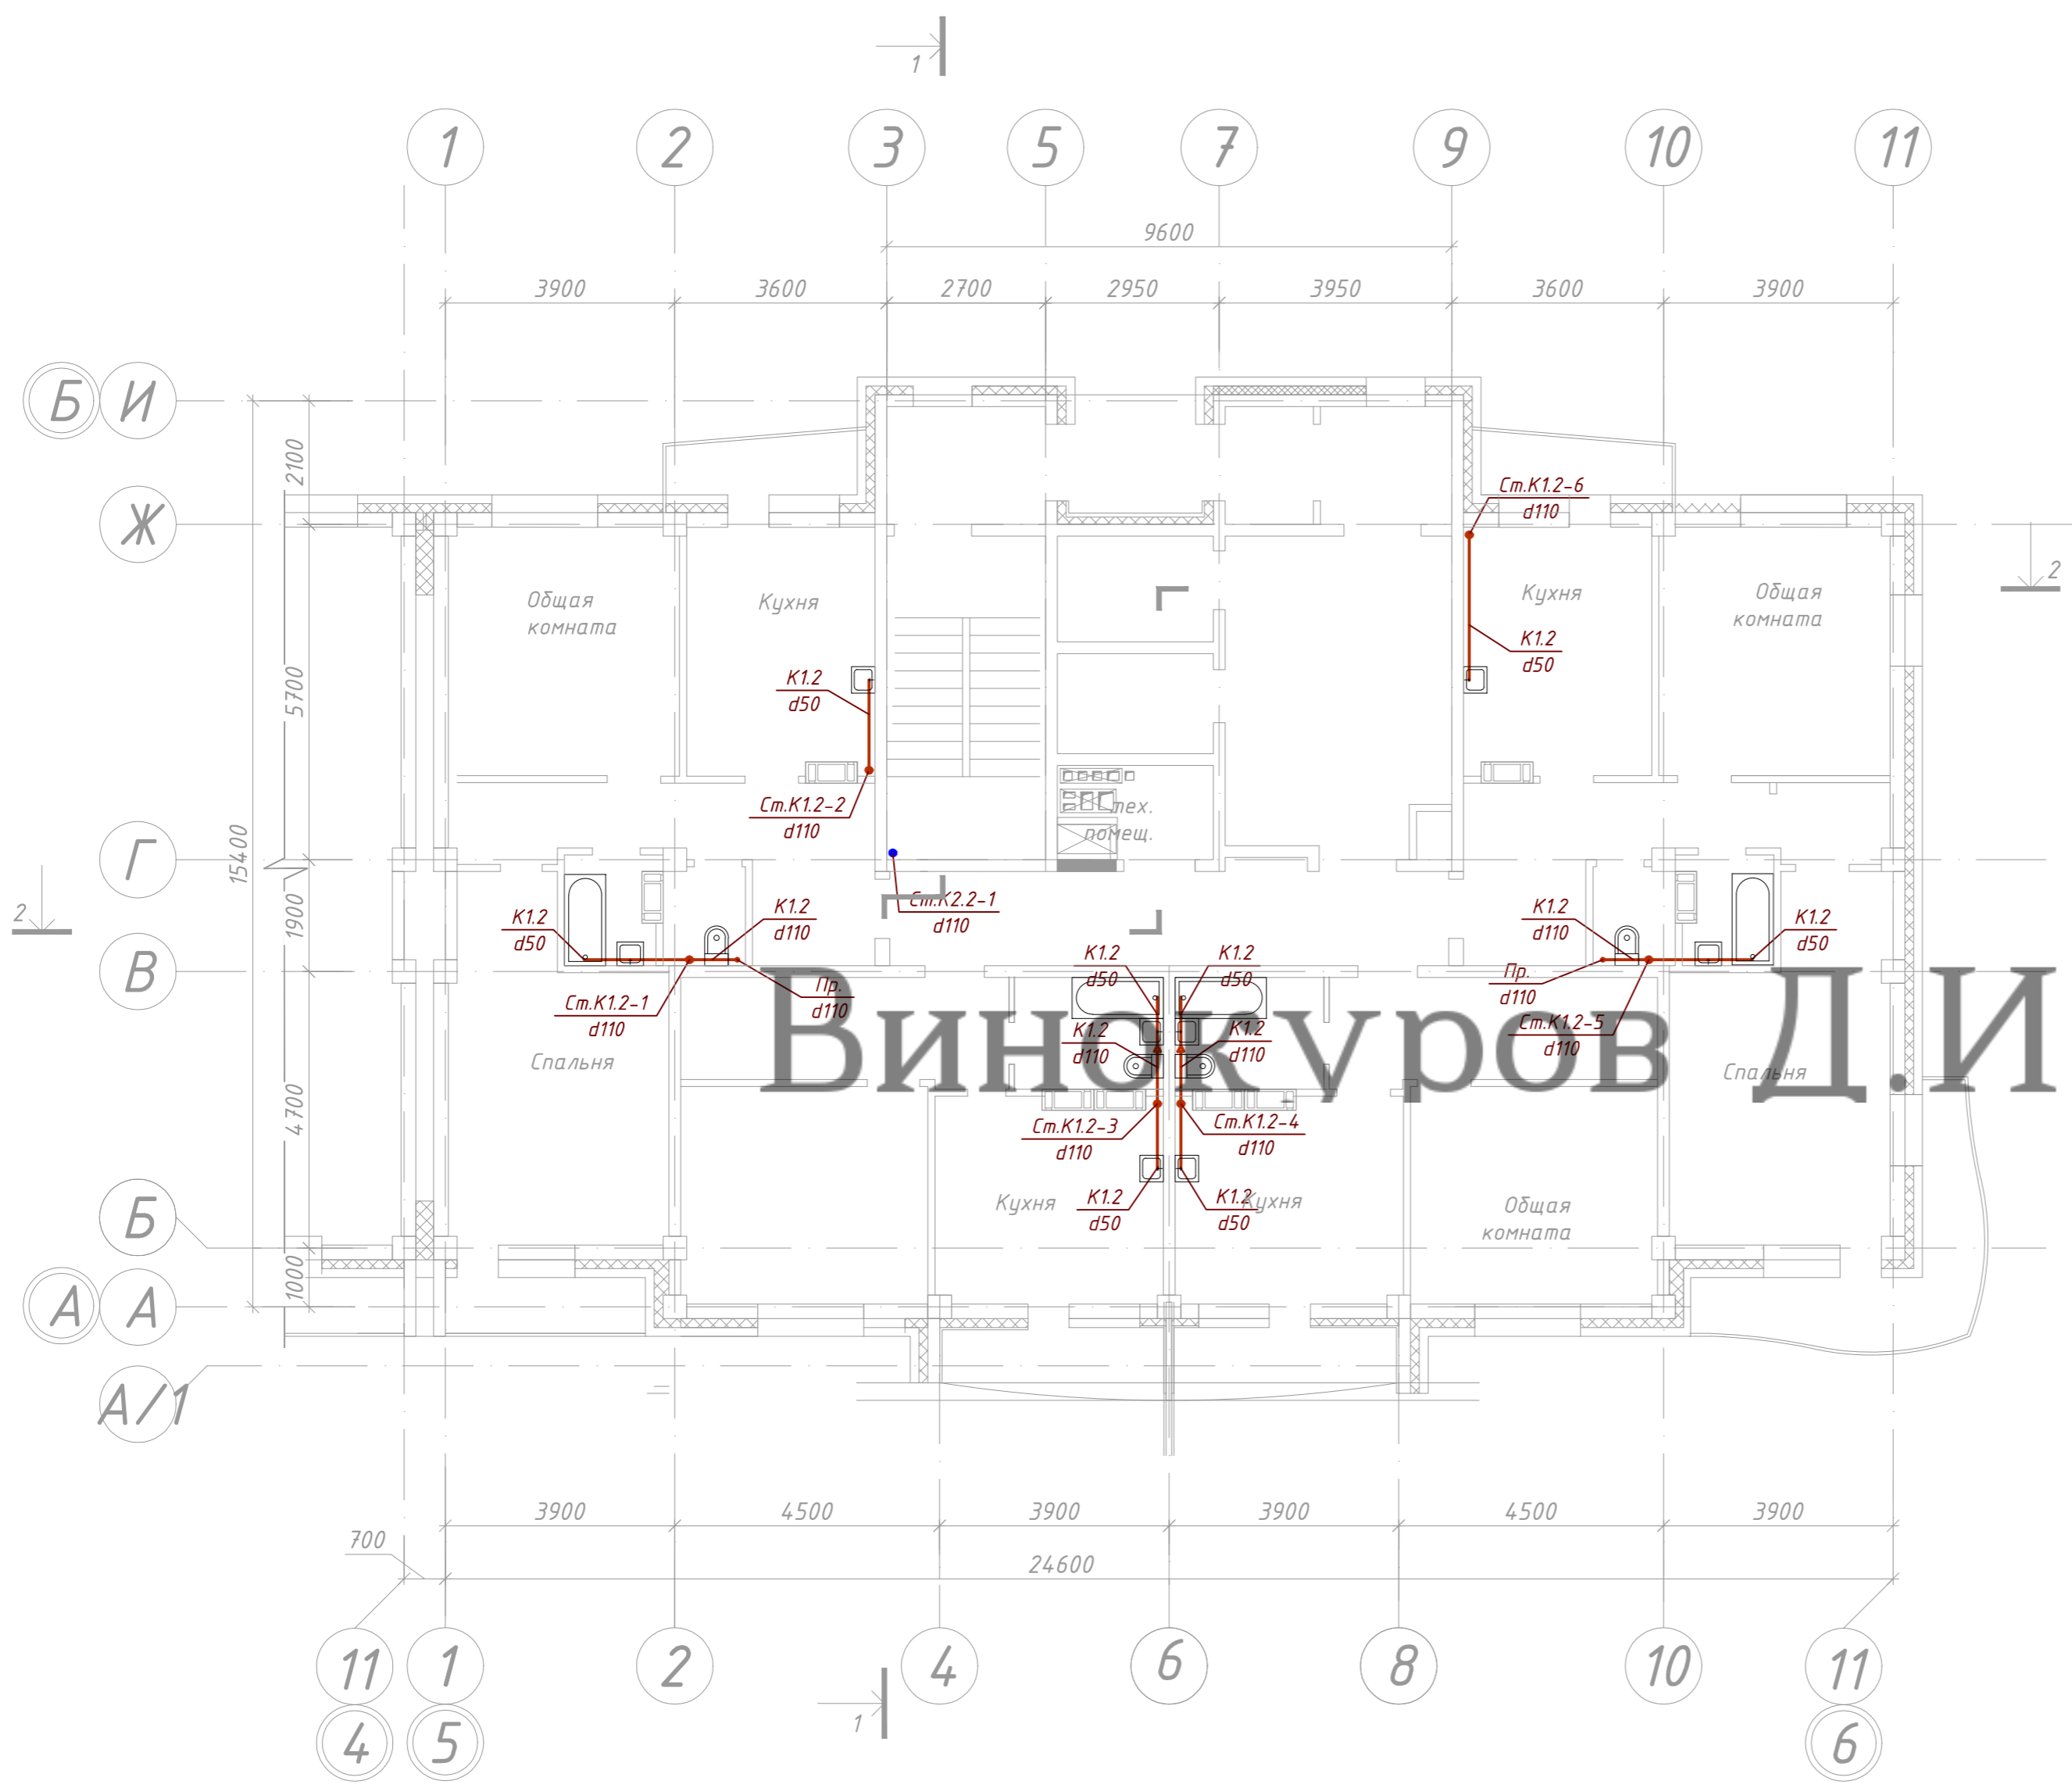 1
1 2 3 5 7 9 10 11
9600
3900 3600 2700 2950 3950 3600 3900
Б И
2100
Ж
Ст.К1.2-6
d110
2
Общая
комната
Кухня
Кухня
Общая
комната
К1.2
d50
К1.2
d50
5700
15400
Ст.К1.2-2
d110
тех.
помещ.
Г
2
1900
К1.2
d50
К1.2
d110
Ст.К2.2-1
d110
К1.2
d110
К1.2
d50
В
К1.2
d50
К1.2
d50
Ст.К1.2-1
d110
Пр.
d110
Пр.
d110
Ст.К1.2-5
d110
Винокуров Д.И
К1.2
d110
К1.2
d110
Спальня
Спальня
4700
Ст.К1.2-3
d110
Ст.К1.2-4
d110
Кухня
К1.2
d50
К1.2
d50
Кухня
Общая
комната
Б
1000
А А
А/1
3900 4500 3900 3900 4500 3900
700
24600
11 1 2 4 6 8 10 11
4 5 6
1